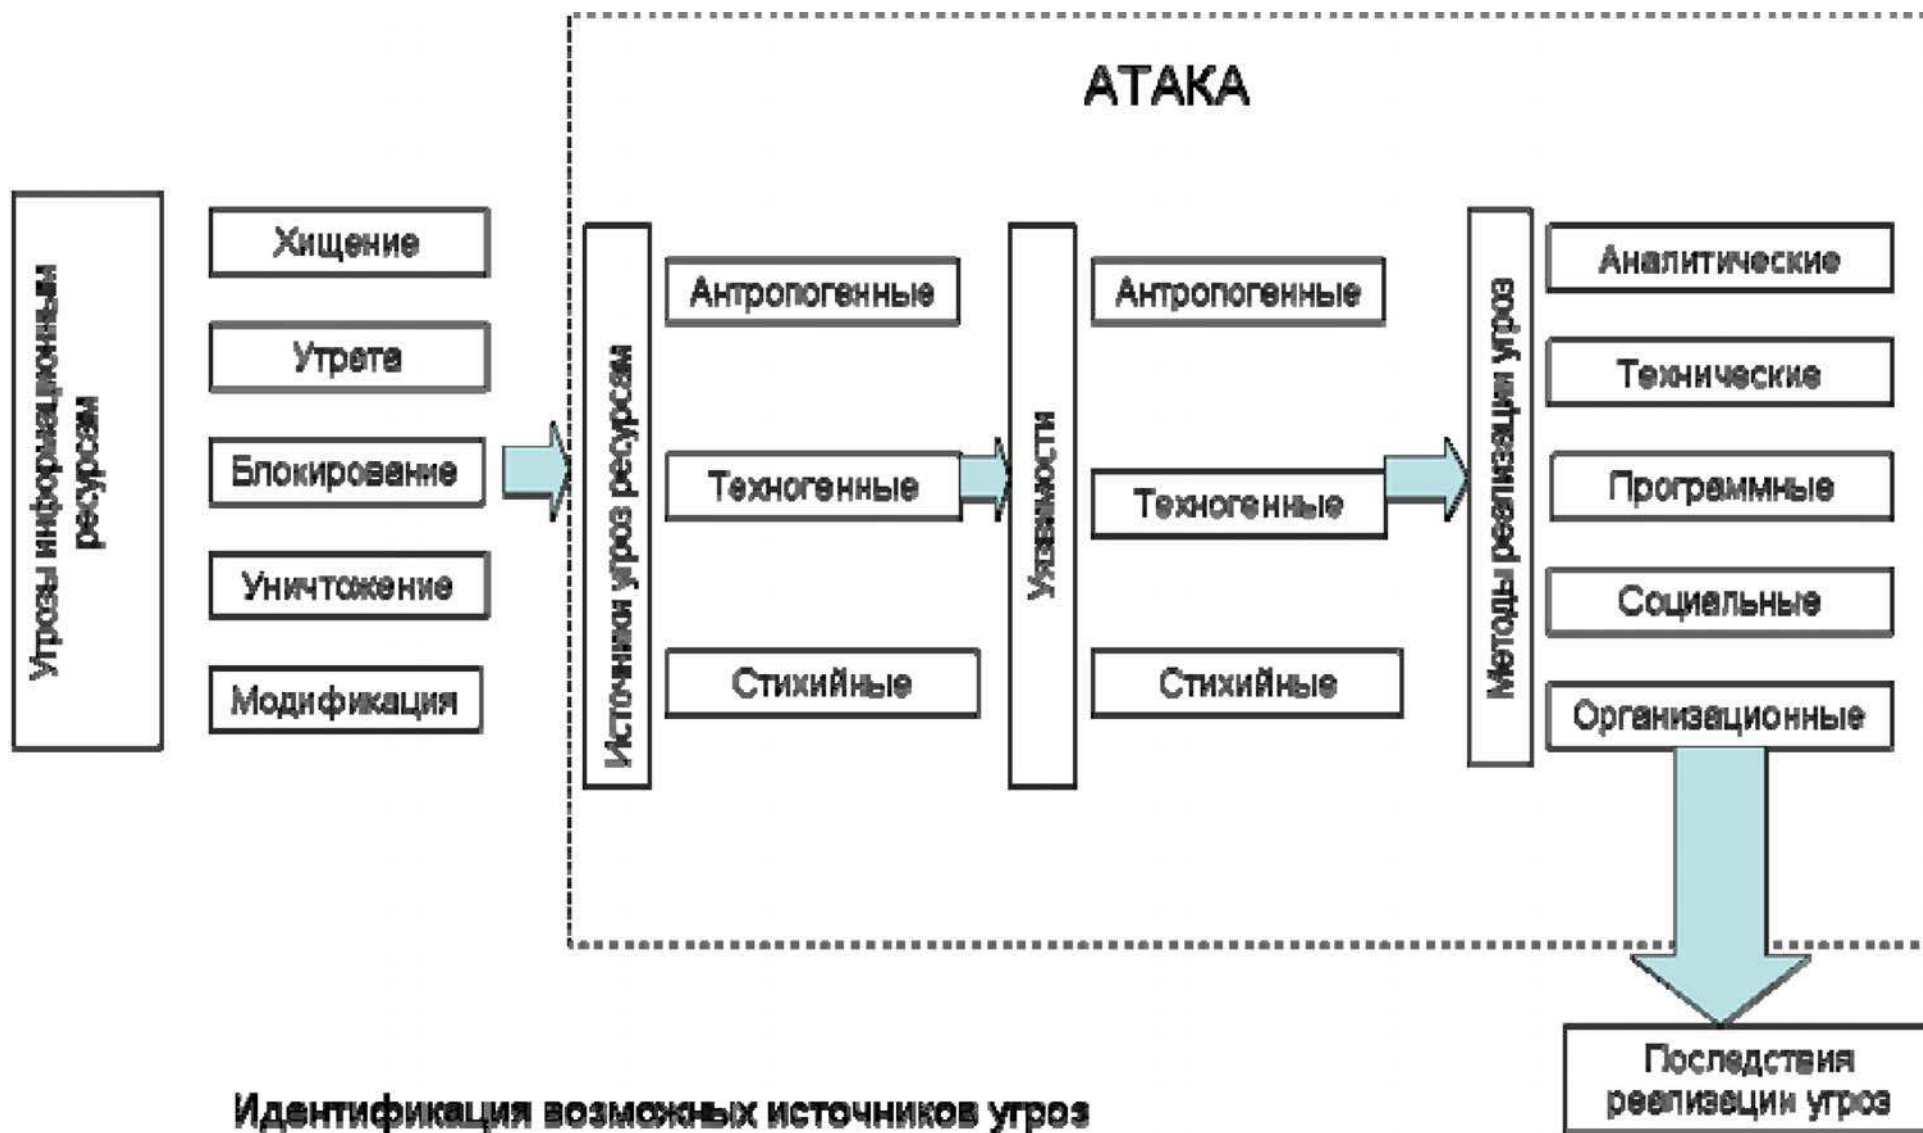 АТАКА
Угрозы информационным
ресурсам
Хищение
Утрата
Блокирование
Уничтожение
Модификация
Источники угроз ресурсам
Антропогенные
Техногенные
Стихийные
Уязвимости
Антропогенные
Техногенные
Стихийные
Методы реализации угроз
Аналитические
Технические
Программные
Социальные
Организационные
Последствия
реализации угроз
Идентификация возможных источников угроз